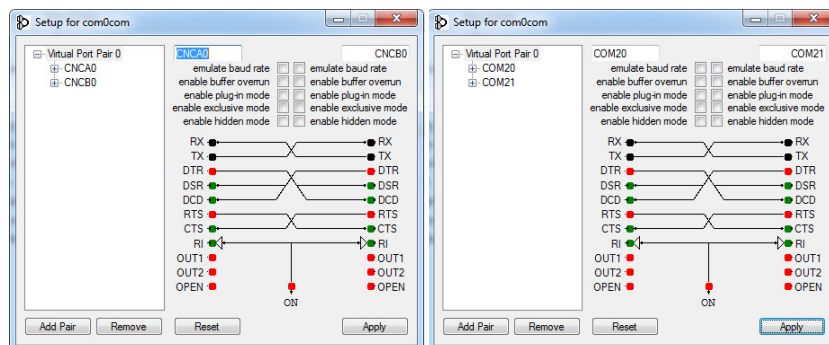 Setup for com0com
Virtual Port Pair 0
CNCA0
CNCB0
CNCA0 CNCB0
emulate baud rate emulate baud rate
enable buffer overrun enable buffer overrun
enable plug-in mode enable plug-in mode
enable exclusive mode enable exclusive mode
enable hidden mode enable hidden mode
RX RX
TX TX
DTR DTR
DSR DSR
DCD DCD
RTS RTS
CTS CTS
RI RI
OUT1 OUT1
OUT2 OUT2
OPEN OPEN
ON
Add Pair Remove Reset Apply
Setup for com0com
Virtual Port Pair 0
COM20
COM21
COM20 COM21
emulate baud rate emulate baud rate
enable buffer overrun enable buffer overrun
enable plug-in mode enable plug-in mode
enable exclusive mode enable exclusive mode
enable hidden mode enable hidden mode
RX RX
TX TX
DTR DTR
DSR DSR
DCD DCD
RTS RTS
CTS CTS
RI RI
OUT1 OUT1
OUT2 OUT2
OPEN OPEN
ON
Add Pair Remove Reset Apply